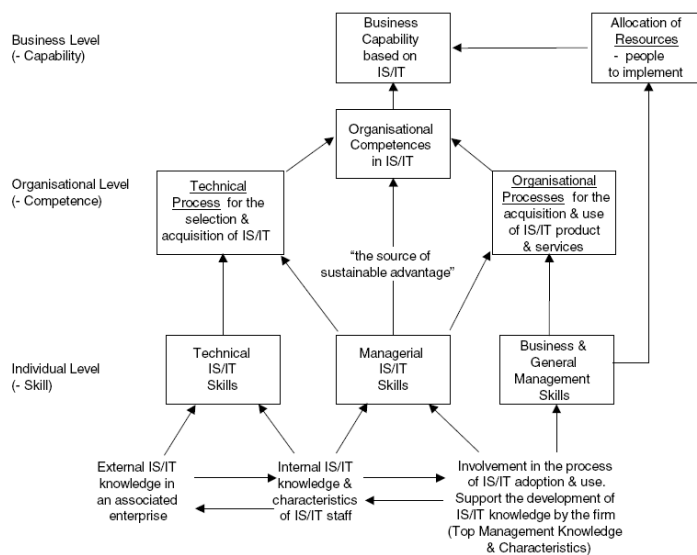 Business Level
(- Capability)
Business
Capability
based on
IS/IT
Allocation of
Resources
- people
to implement
Organisational
Competences
in IS/IT
Organisational Level
(- Competence)
Technical
Process for the
selection &
acquisition of IS/IT
Organisational
Processes for the
acquisition & use
of IS/IT product
& services
“the source of
sustainable advantage”
Individual Level
(- Skill)
Technical
IS/IT
Skills
Managerial
IS/IT
Skills
Business &
General
Management
Skills
External IS/IT
knowledge in
an associated
enterprise
Internal IS/IT
knowledge &
characteristics
of IS/IT staff
Involvement in the process
of IS/IT adoption & use.
Support the development of
IS/IT knowledge by the firm
(Top Management Knowledge
& Characteristics)